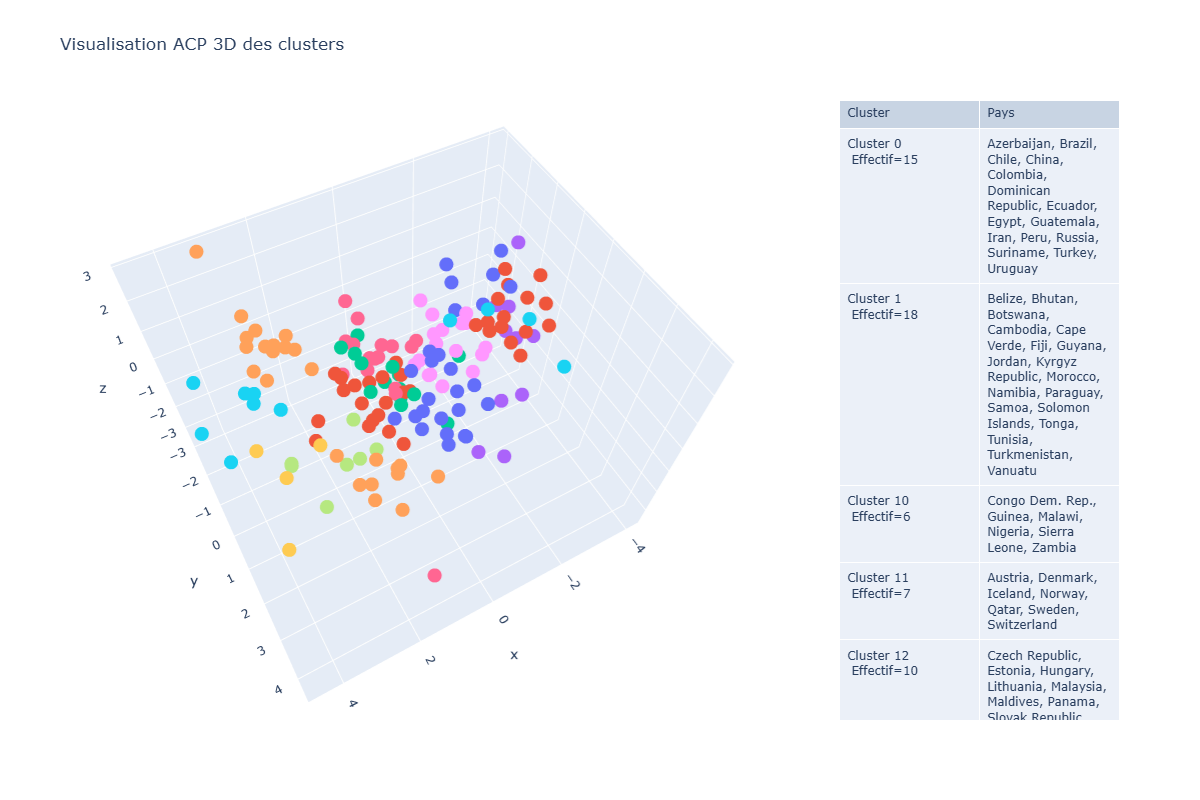 Visualisation ACP 3D des clusters
Cluster
Pays
Cluster 0
Effectif=15
Azerbaijan, Brazil,
Chile, China,
Colombia,
Dominican
Republic, Ecuador,
Egypt, Guatemala,
Iran, Peru, Russia,
Suriname, Turkey,
Uruguay
Cluster 1
Effectif=18
Belize, Bhutan,
Botswana,
Cambodia, Cape
Verde, Fiji, Guyana,
Jordan, Kyrgyz
Republic, Morocco,
Namibia, Paraguay,
Samoa, Solomon
Islands, Tonga,
Tunisia,
Turkmenistan,
Vanuatu
Cluster 10
Effectif=6
Congo Dem. Rep.,
Guinea, Malawi,
Nigeria, Sierra
Leone, Zambia
Cluster 11
Effectif=7
Austria, Denmark,
Iceland, Norway,
Qatar, Sweden,
Switzerland
Cluster 12
Effectif=10
Czech Republic,
Estonia, Hungary,
Lithuania, Malaysia,
Maldives, Panama,
Slovak Republic
3
2
1
0
−1
−2
−3
z
−3
−2
−1
0
1
2
3
4
y
4
2
0
−2
−4
x